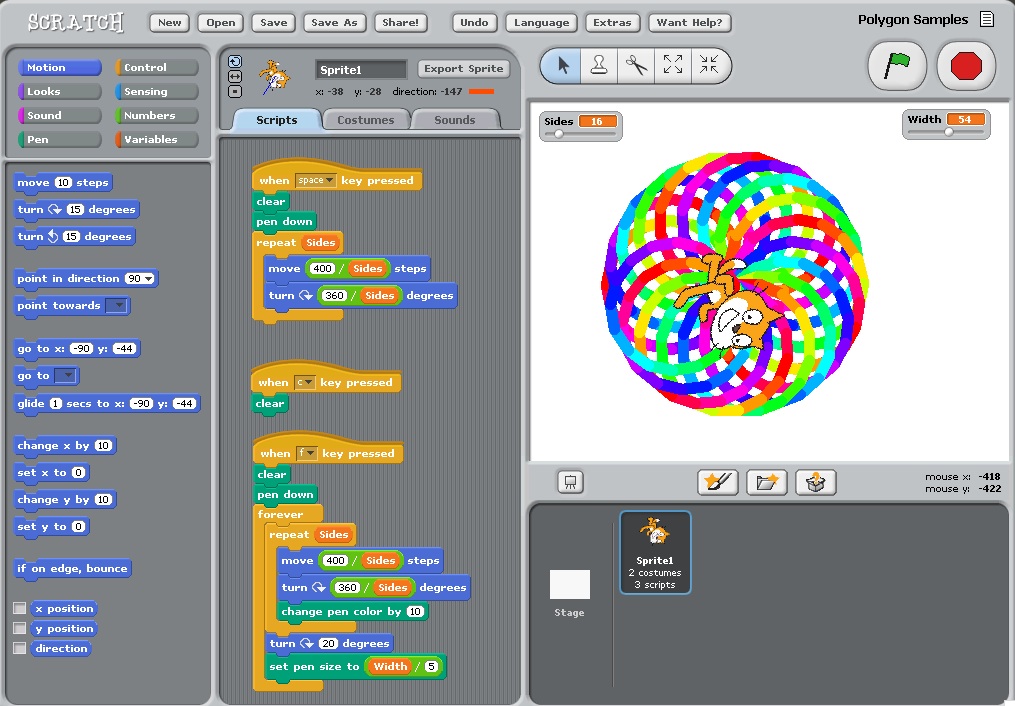 SCRATCH New Open Save Save As Share! Undo Language Extras Want Help? Polygon Samples
Motion Control
Looks Sensing
Sound Numbers
Pen Variables
move 10 steps
turn 15 degrees
turn 15 degrees
point in direction 90
point towards
go to x: -90 y: -44
go to
glide 1 secs to x: -90 y: -44
change x by 10
set x to 0
change y by 10
set y to 0
if on edge, bounce
x position
y position
direction
Sprite1 Export Sprite
x: -38 y: -28 direction: -147
Scripts Costumes Sounds
when space key pressed
clear
pen down
repeat Sides
move 400 / Sides steps
turn 360 / Sides degrees
when c key pressed
clear
when f key pressed
clear
pen down
forever
repeat Sides
move 400 / Sides steps
turn 360 / Sides degrees
change pen color by 10
turn 20 degrees
set pen size to Width / 5
Sides 16
Width 54
mouse x: -418
mouse y: -422
Stage
Sprite1
2 costumes
3 scripts